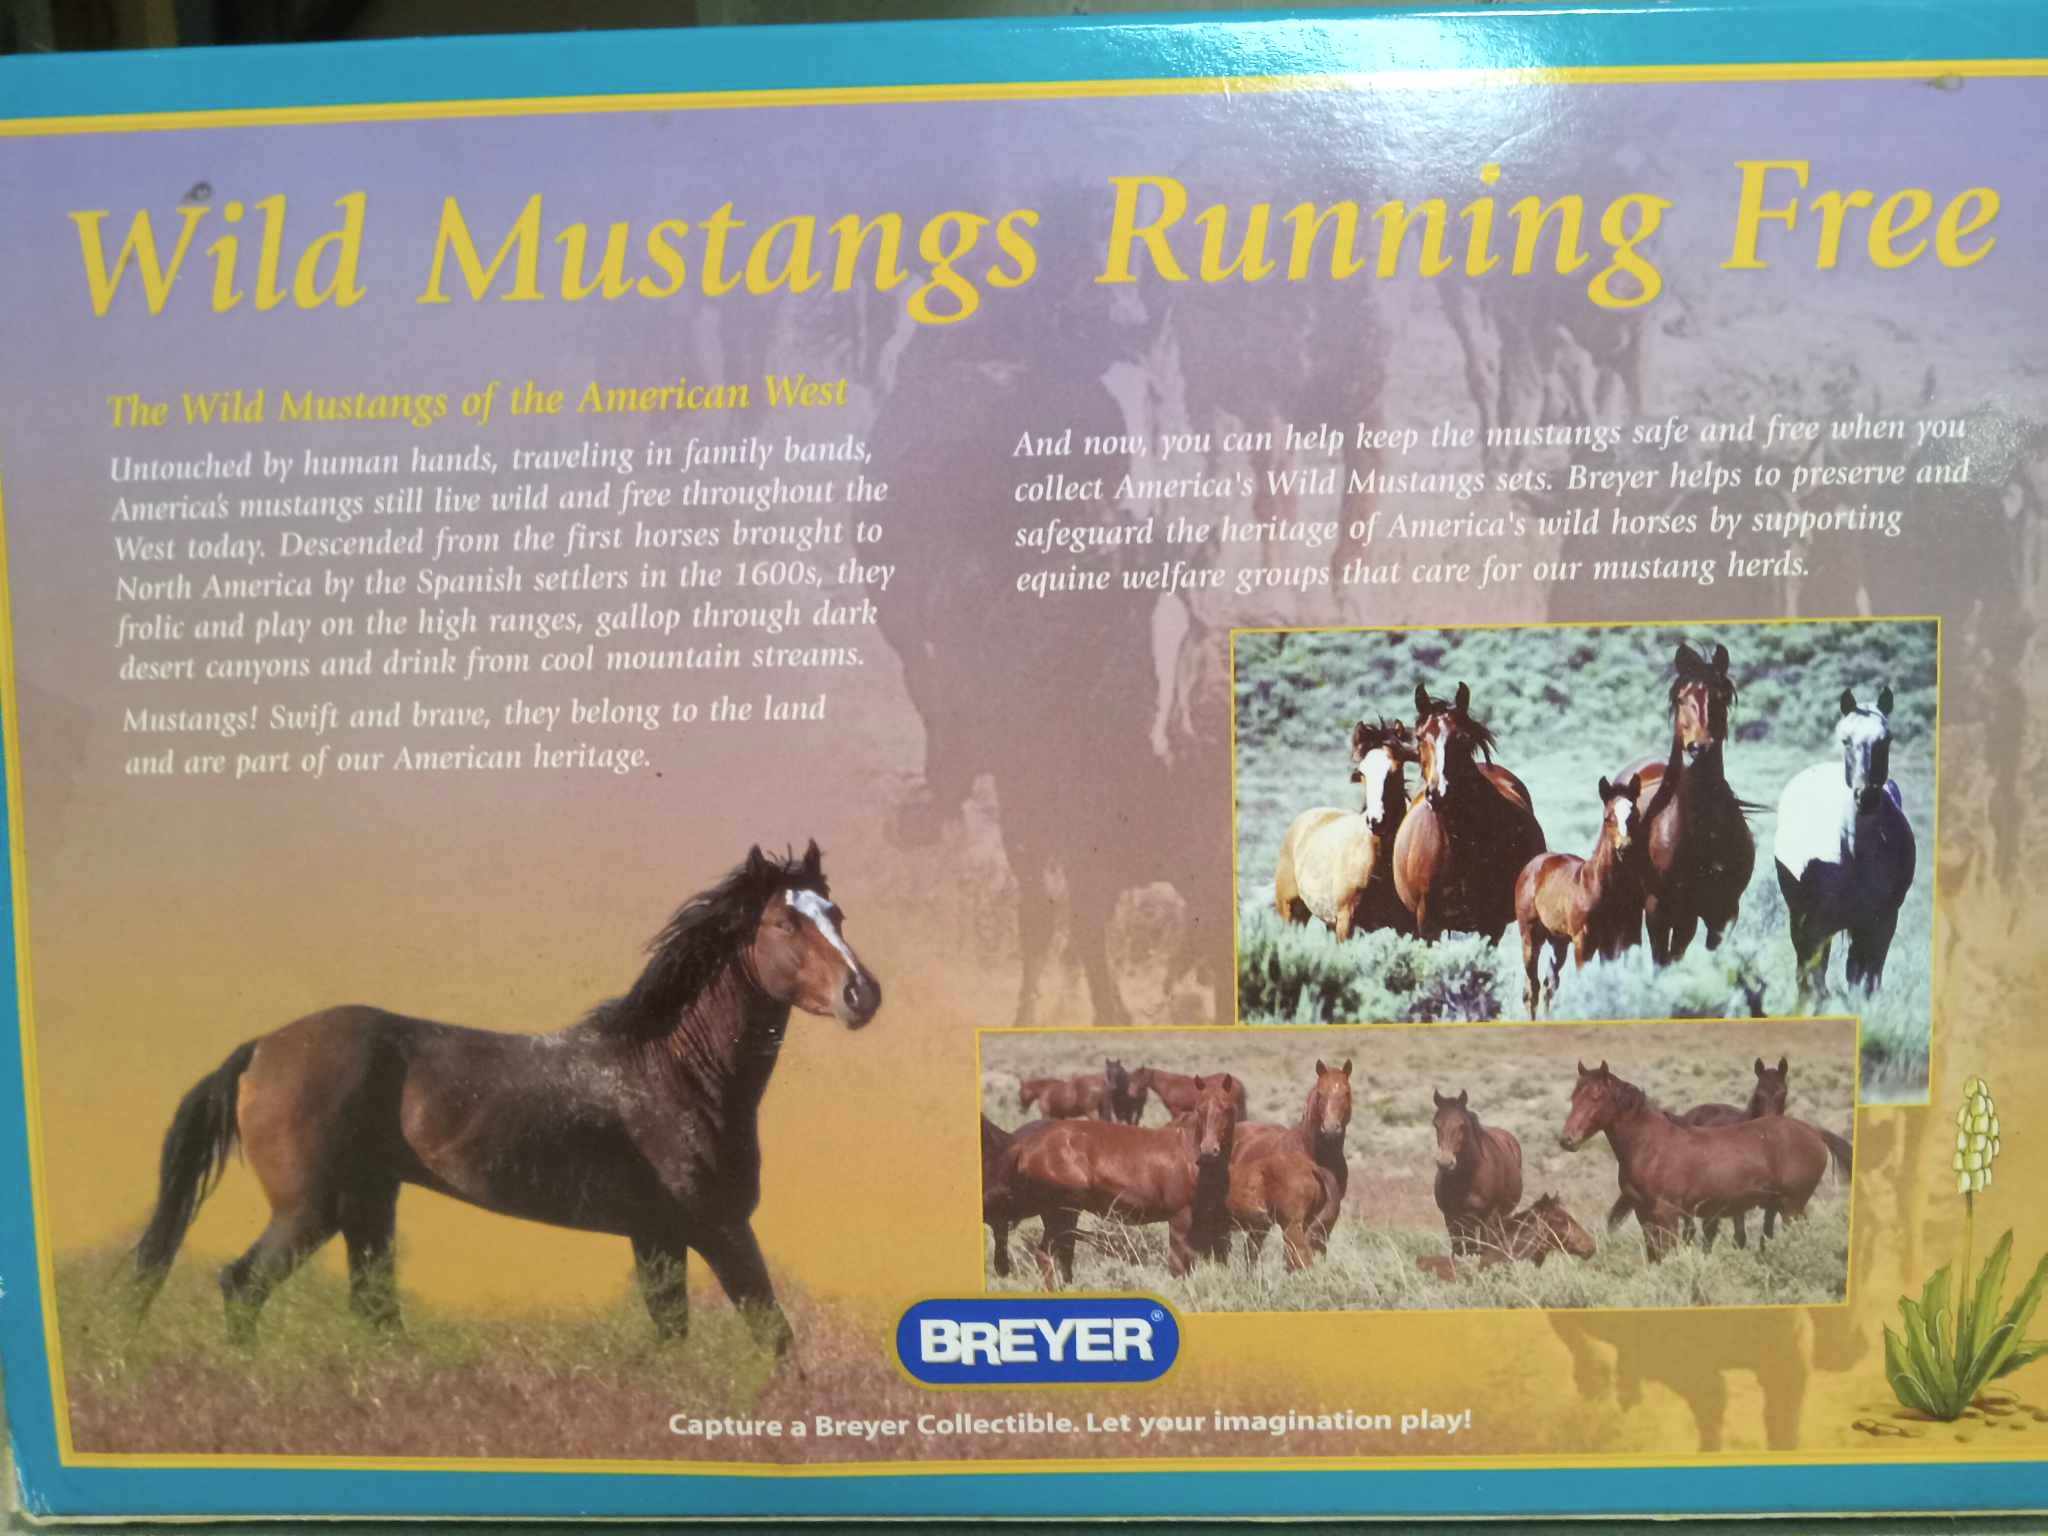 Wild Mustangs Running Free
The Wild Mustangs of the American West
Untouched by human hands, traveling in family bands,
America's mustangs still live wild and free throughout the
West today. Descended from the first horses brought to
North America by the Spanish settlers in the 1600s, they
frolic and play on the high ranges, gallop through dark
desert canyons and drink from cool mountain streams.
Mustangs! Swift and brave, they belong to the land
and are part of our American heritage.
And now, you can help keep the mustangs safe and free when you
collect America's Wild Mustangs sets. Breyer helps to preserve and
safeguard the heritage of America's wild horses by supporting
equine welfare groups that care for our mustang herds.
BREYER®
Capture a Breyer Collectible. Let your imagination play!